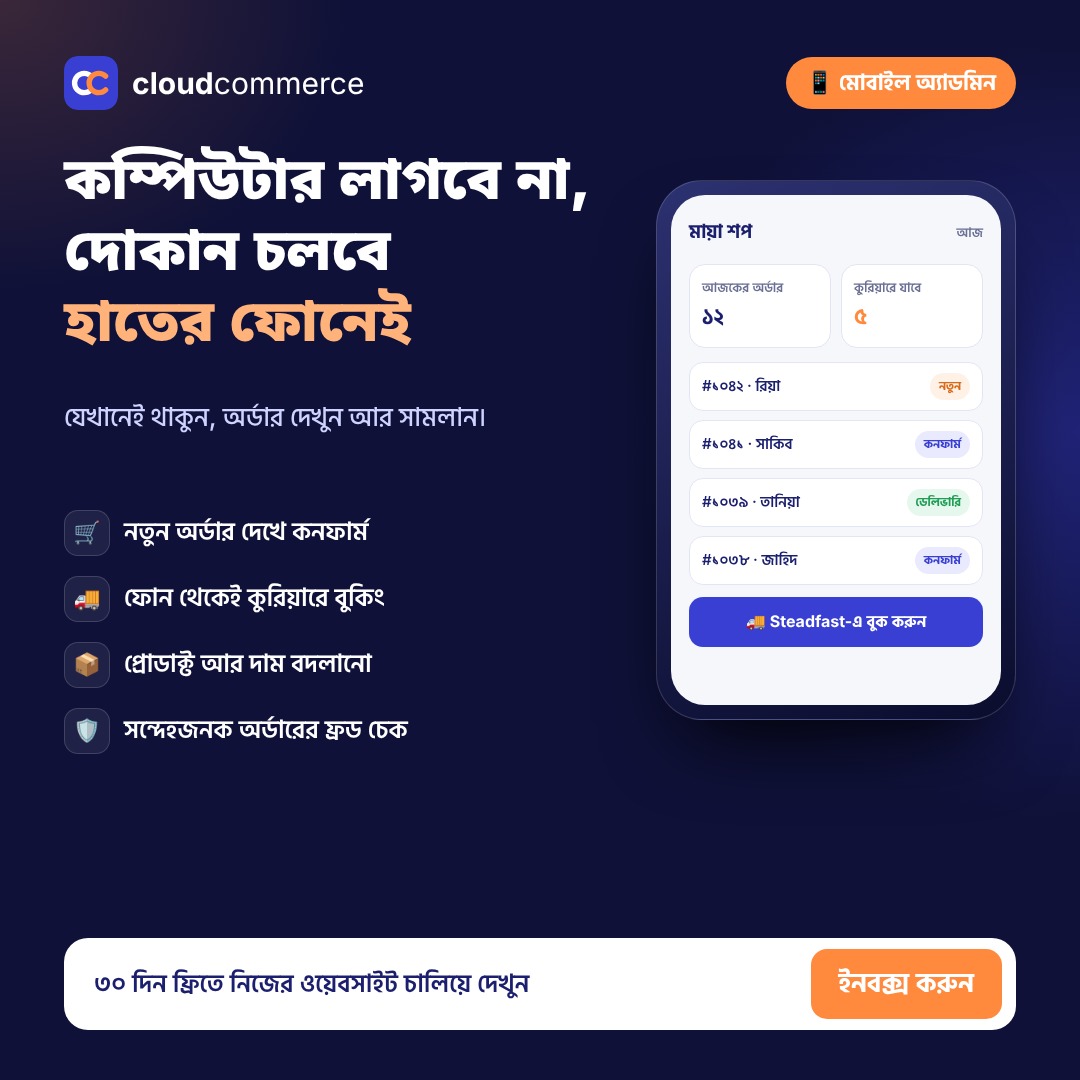 cloudcommerce
📱 মোবাইল অ্যাডমিন
কম্পিউটার লাগবে না,
দোকান চলবে
হাতের ফোনেই
যেখানেই থাকুন, অর্ডার দেখুন আর সামলান।
🛒 নতুন অর্ডার দেখে কনফার্ম
🚚 ফোন থেকেই কুরিয়ারে বুকিং
📦 প্রোডাক্ট আর দাম বদলানো
🛡️ সন্দেহজনক অর্ডারের ফ্রড চেক
মায়া শপ
আজ
আজকের অর্ডার
১২
কুরিয়ারে যাবে
৫
#১০৪২ · রিয়া
নতুন
#১০৪১ · সাকিব
কনফার্ম
#১০৩৯ · তানিয়া
ডেলিভারি
#১০৩৮ · জাহিদ
কনফার্ম
🚚 Steadfast-এ বুক করুন
৩০ দিন ফ্রিতে নিজের ওয়েবসাইট চালিয়ে দেখুন
ইনবক্স করুন